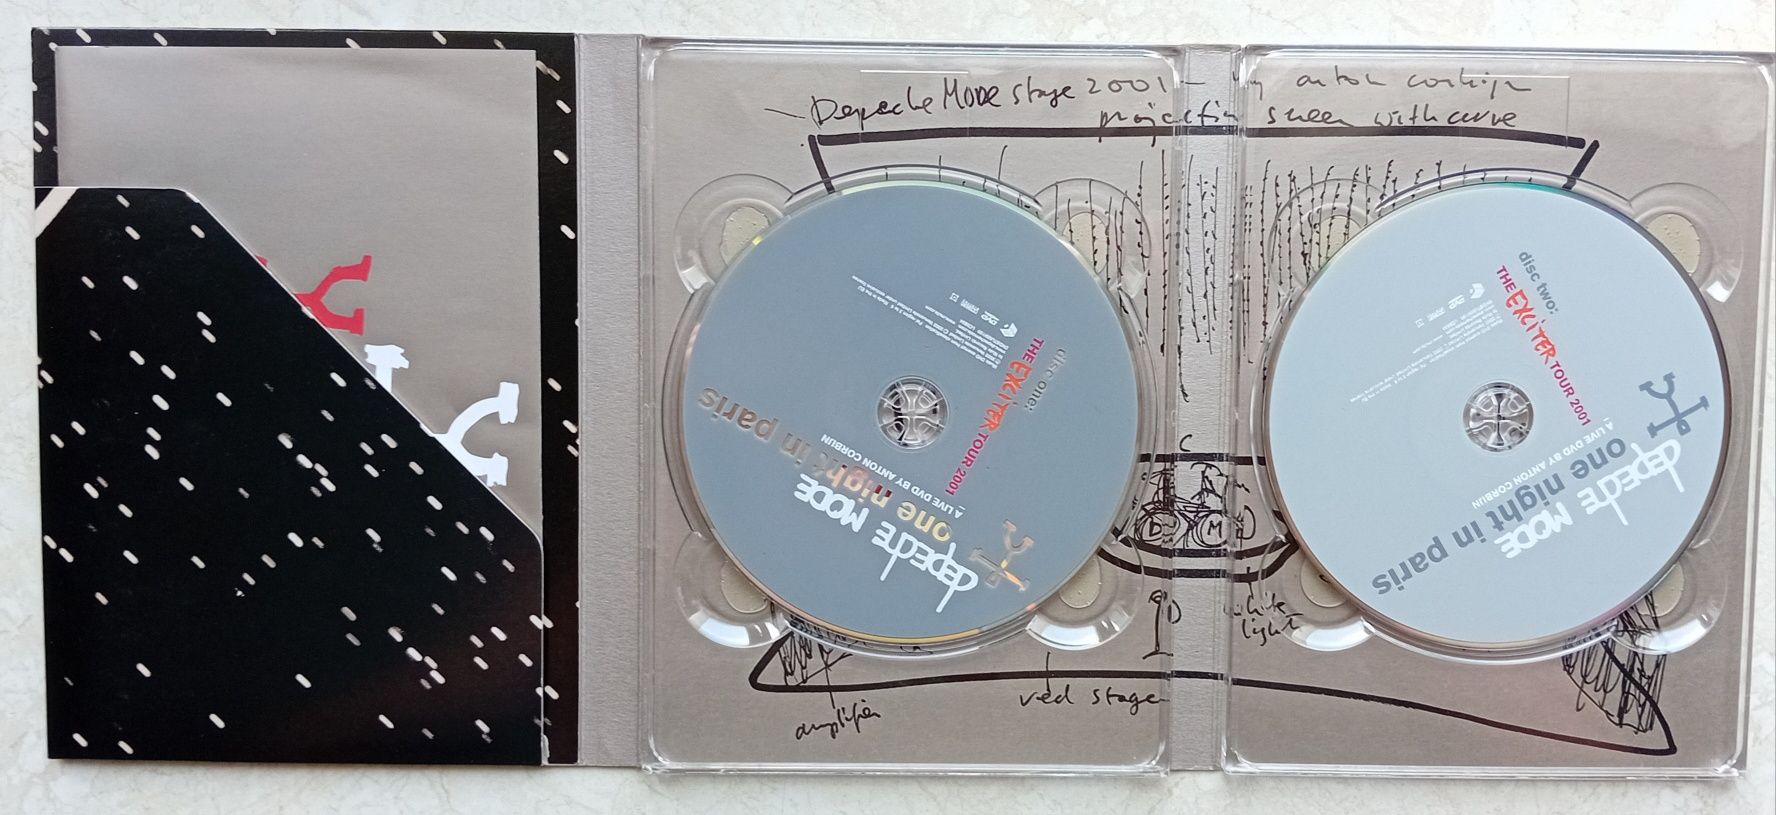 Depeche Mode stage 2001 - by anton corbijn
projection screen with curve
disc one:
THE EXCITER TOUR 2001
A LIVE DVD BY ANTON CORBIJN
one night in paris
depeche MODE
disc two:
THE EXCITER TOUR 2001
A LIVE DVD BY ANTON CORBIJN
one night in paris
depeche MODE
D M
white
light
amplifier
red stage